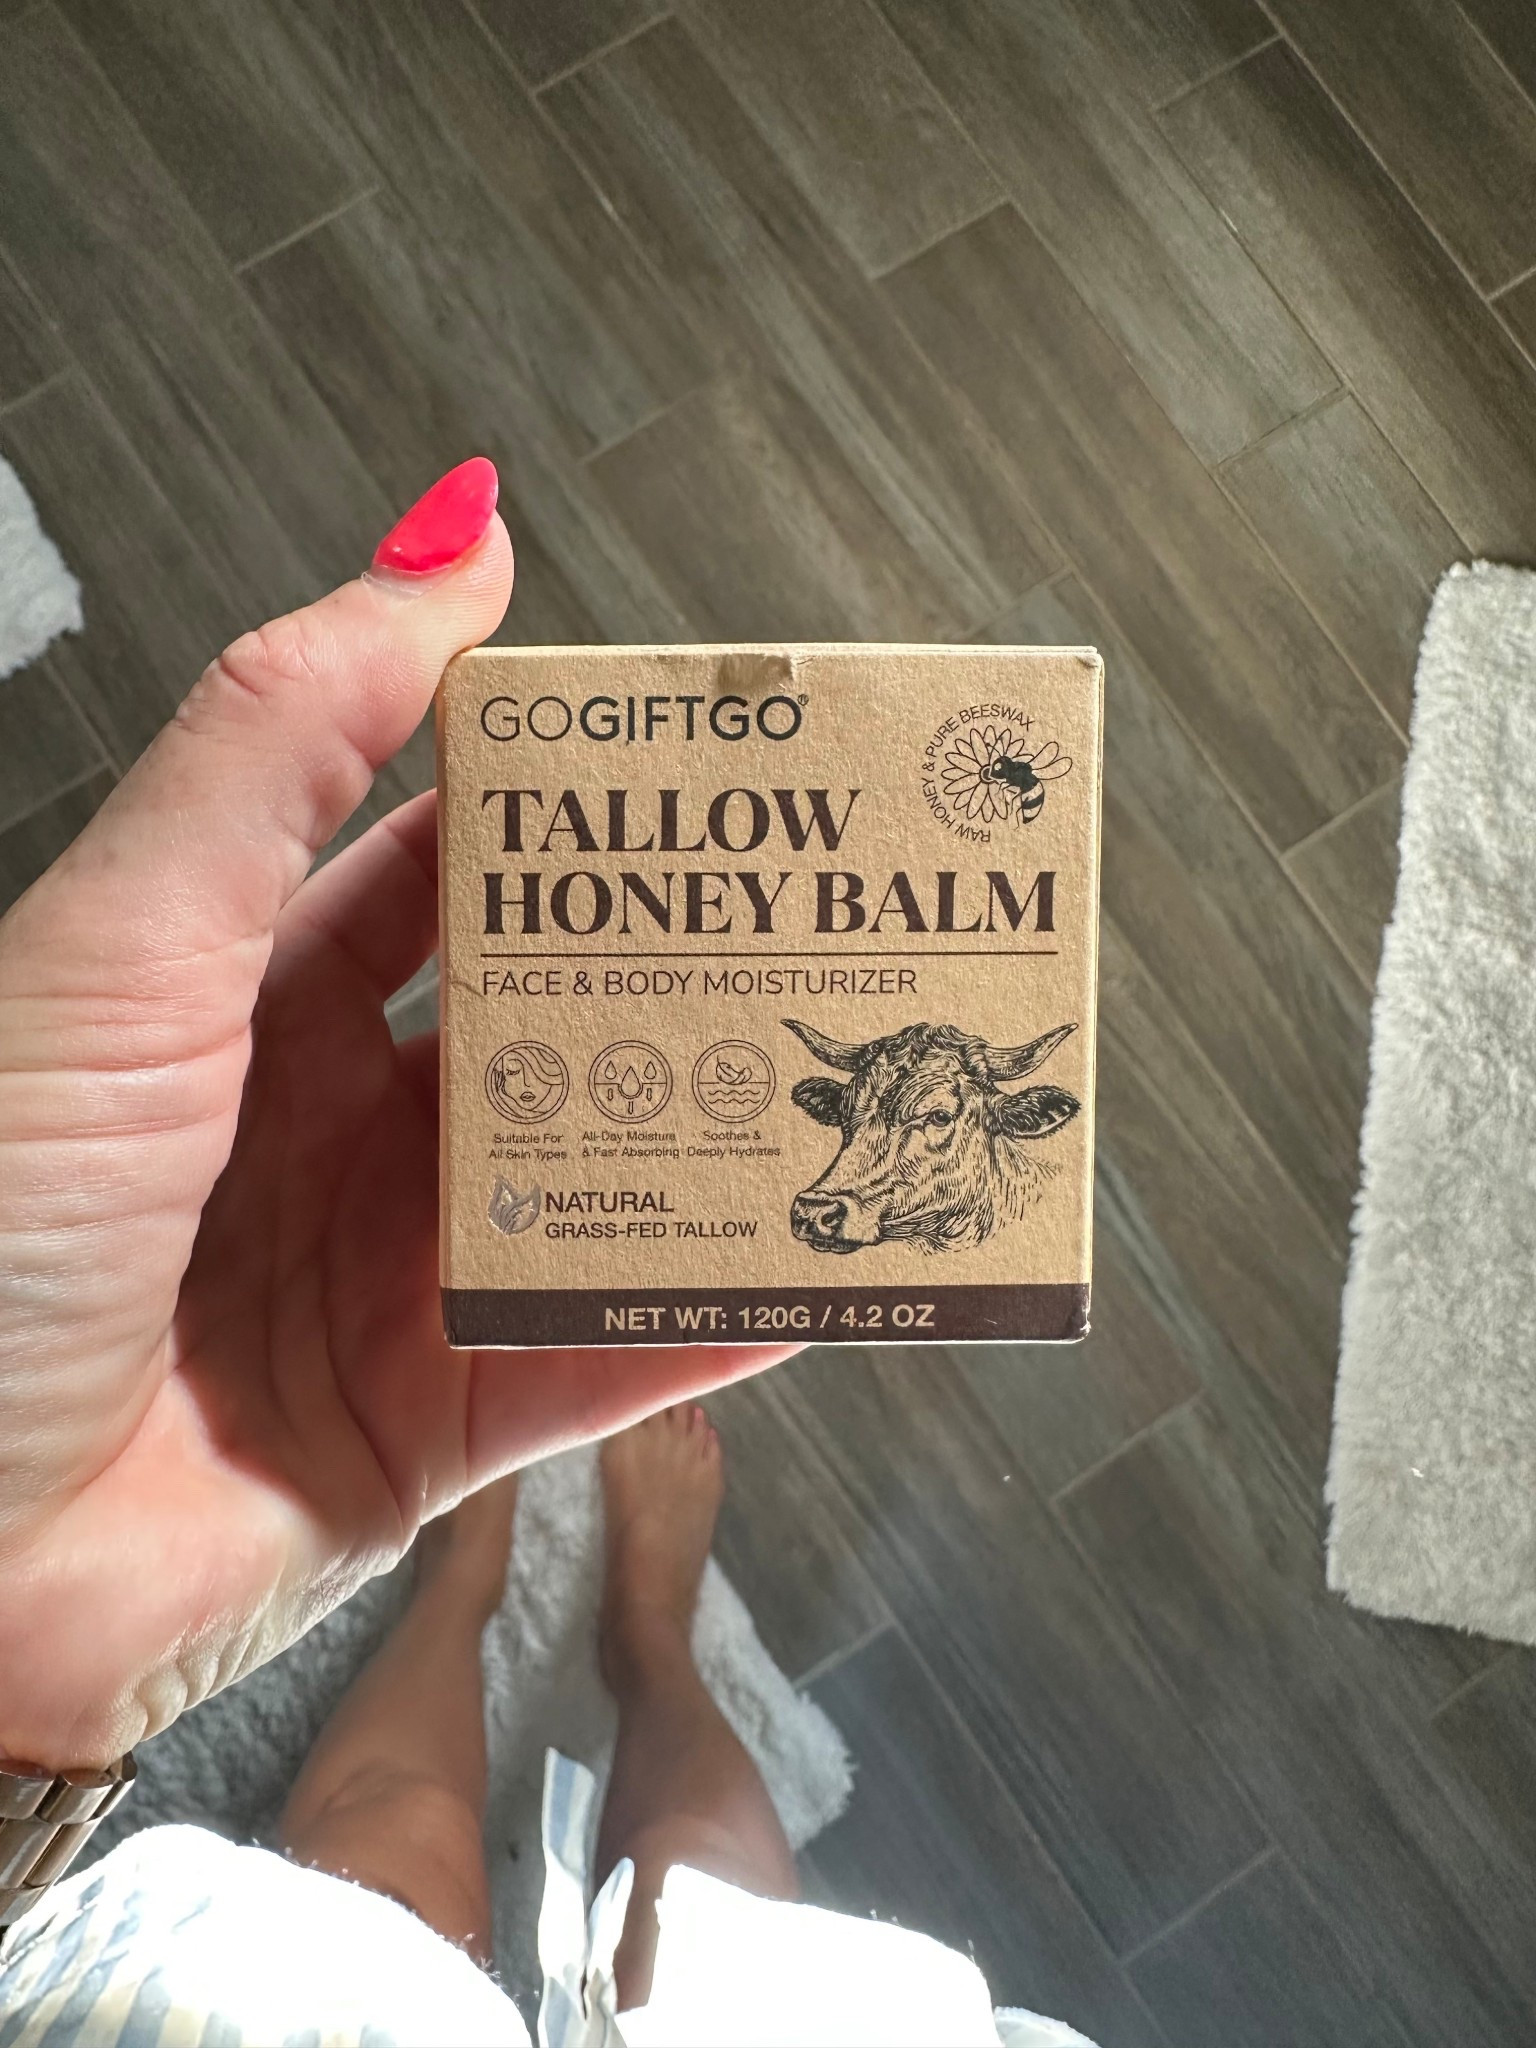 GOGIFTGO®
RAW HONEY & PURE BEESWAX
TALLOW
HONEY BALM
FACE & BODY MOISTURIZER
Suitable For
All Skin Types
All-Day Moisture
& Fast Absorbing
Soothes &
Deeply Hydrates
NATURAL
GRASS-FED TALLOW
NET WT: 120G / 4.2 OZ